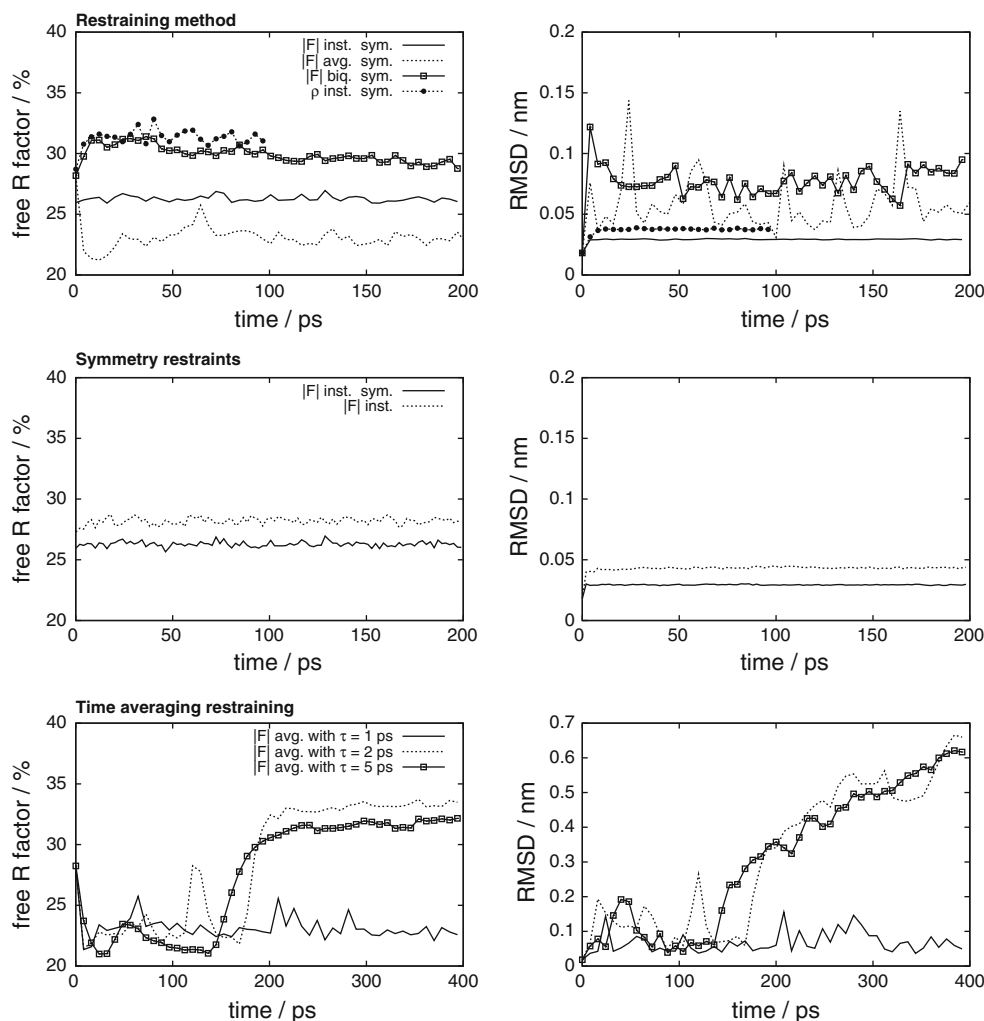 Restraining method
40
35
30
25
20
free R factor / %
|F| inst. sym.
|F| avg. sym.
|F| biq. sym.
ρ inst. sym.
0 50 100 150 200
time / ps
0.2
0.15
0.1
0.05
0
RMSD / nm
0 50 100 150 200
time / ps
Symmetry restraints
40
35
30
25
20
free R factor / %
|F| inst. sym.
|F| inst.
0 50 100 150 200
time / ps
0.2
0.15
0.1
0.05
0
RMSD / nm
0 50 100 150 200
time / ps
Time averaging restraining
40
35
30
25
20
free R factor / %
|F| avg. with τ = 1 ps
|F| avg. with τ = 2 ps
|F| avg. with τ = 5 ps
0 100 200 300 400
time / ps
0.7
0.6
0.5
0.4
0.3
0.2
0.1
0
RMSD / nm
0 100 200 300 400
time / ps